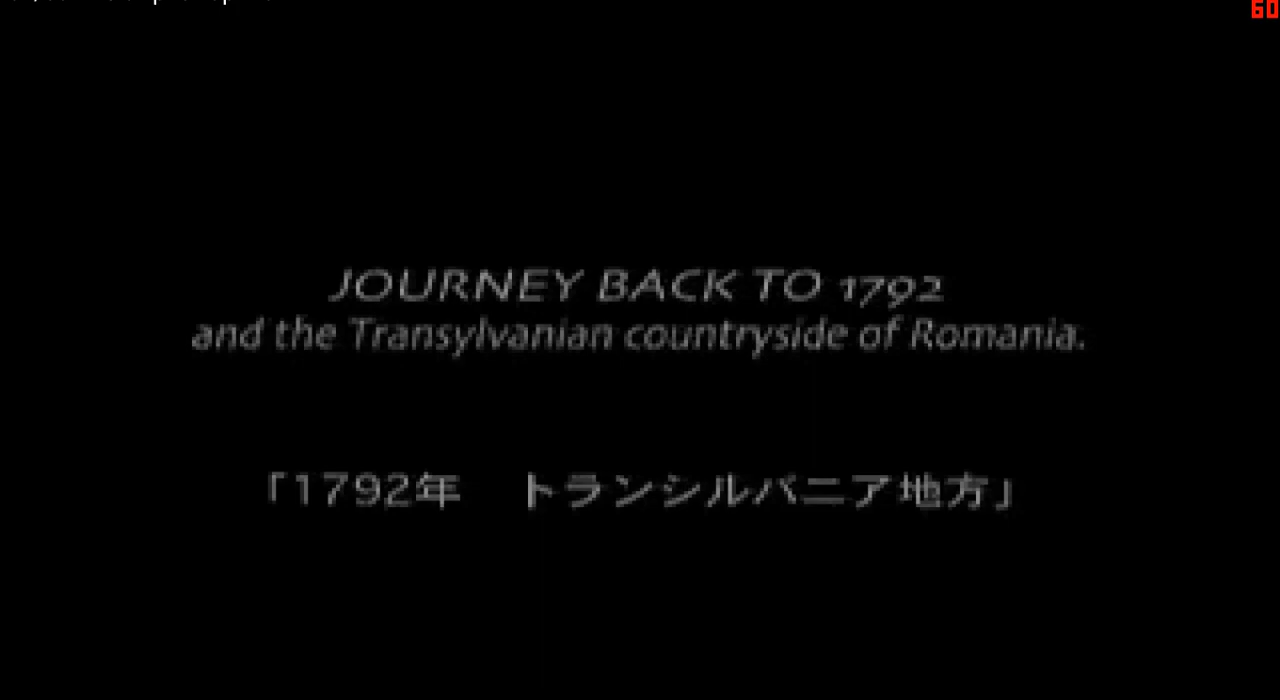 60
JOURNEY BACK TO 1792
and the Transylvanian countryside of Romania.
「1792年　トランシルバニア地方」